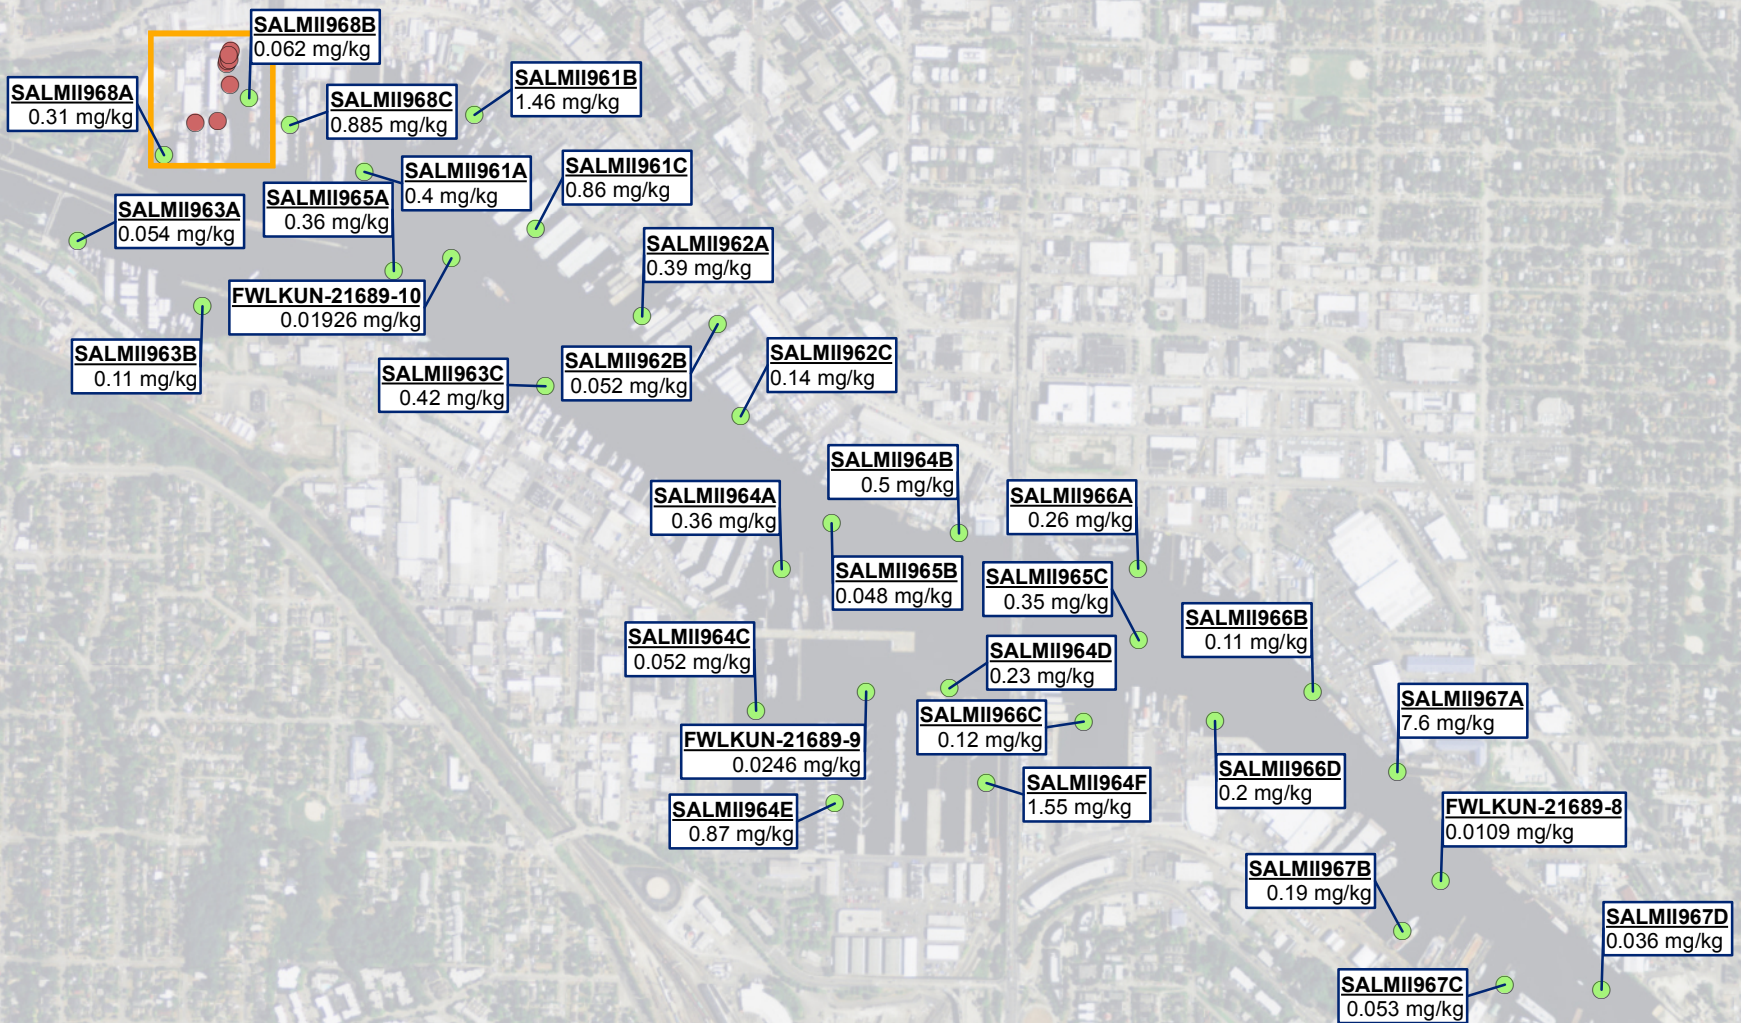 SALMII968B
0.062 mg/kg
SALMII968A
0.31 mg/kg
SALMII968C
0.885 mg/kg
SALMII961B
1.46 mg/kg
SALMII961A
0.4 mg/kg
SALMII961C
0.86 mg/kg
SALMII965A
0.36 mg/kg
SALMII963A
0.054 mg/kg
SALMII962A
0.39 mg/kg
FWLKUN-21689-10
0.01926 mg/kg
SALMII963B
0.11 mg/kg
SALMII963C
0.42 mg/kg
SALMII962B
0.052 mg/kg
SALMII962C
0.14 mg/kg
SALMII964B
0.5 mg/kg
SALMII964A
0.36 mg/kg
SALMII966A
0.26 mg/kg
SALMII965B
0.048 mg/kg
SALMII965C
0.35 mg/kg
SALMII966B
0.11 mg/kg
SALMII964C
0.052 mg/kg
SALMII964D
0.23 mg/kg
SALMII967A
7.6 mg/kg
SALMII966C
0.12 mg/kg
FWLKUN-21689-9
0.0246 mg/kg
SALMII966D
0.2 mg/kg
SALMII964F
1.55 mg/kg
SALMII964E
0.87 mg/kg
FWLKUN-21689-8
0.0109 mg/kg
SALMII967B
0.19 mg/kg
SALMII967D
0.036 mg/kg
SALMII967C
0.053 mg/kg